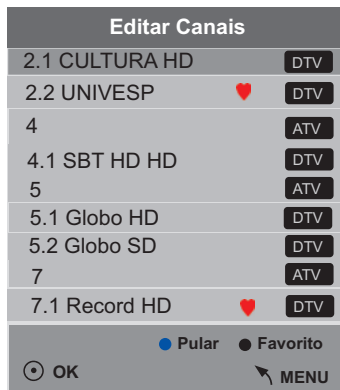 Editar Canais
2.1 CULTURA HD DTV
2.2 UNIVESP DTV
4 ATV
4.1 SBT HD HD DTV
5 ATV
5.1 Globo HD DTV
5.2 Globo SD DTV
7 ATV
7.1 Record HD DTV
Pular Favorito
OK MENU